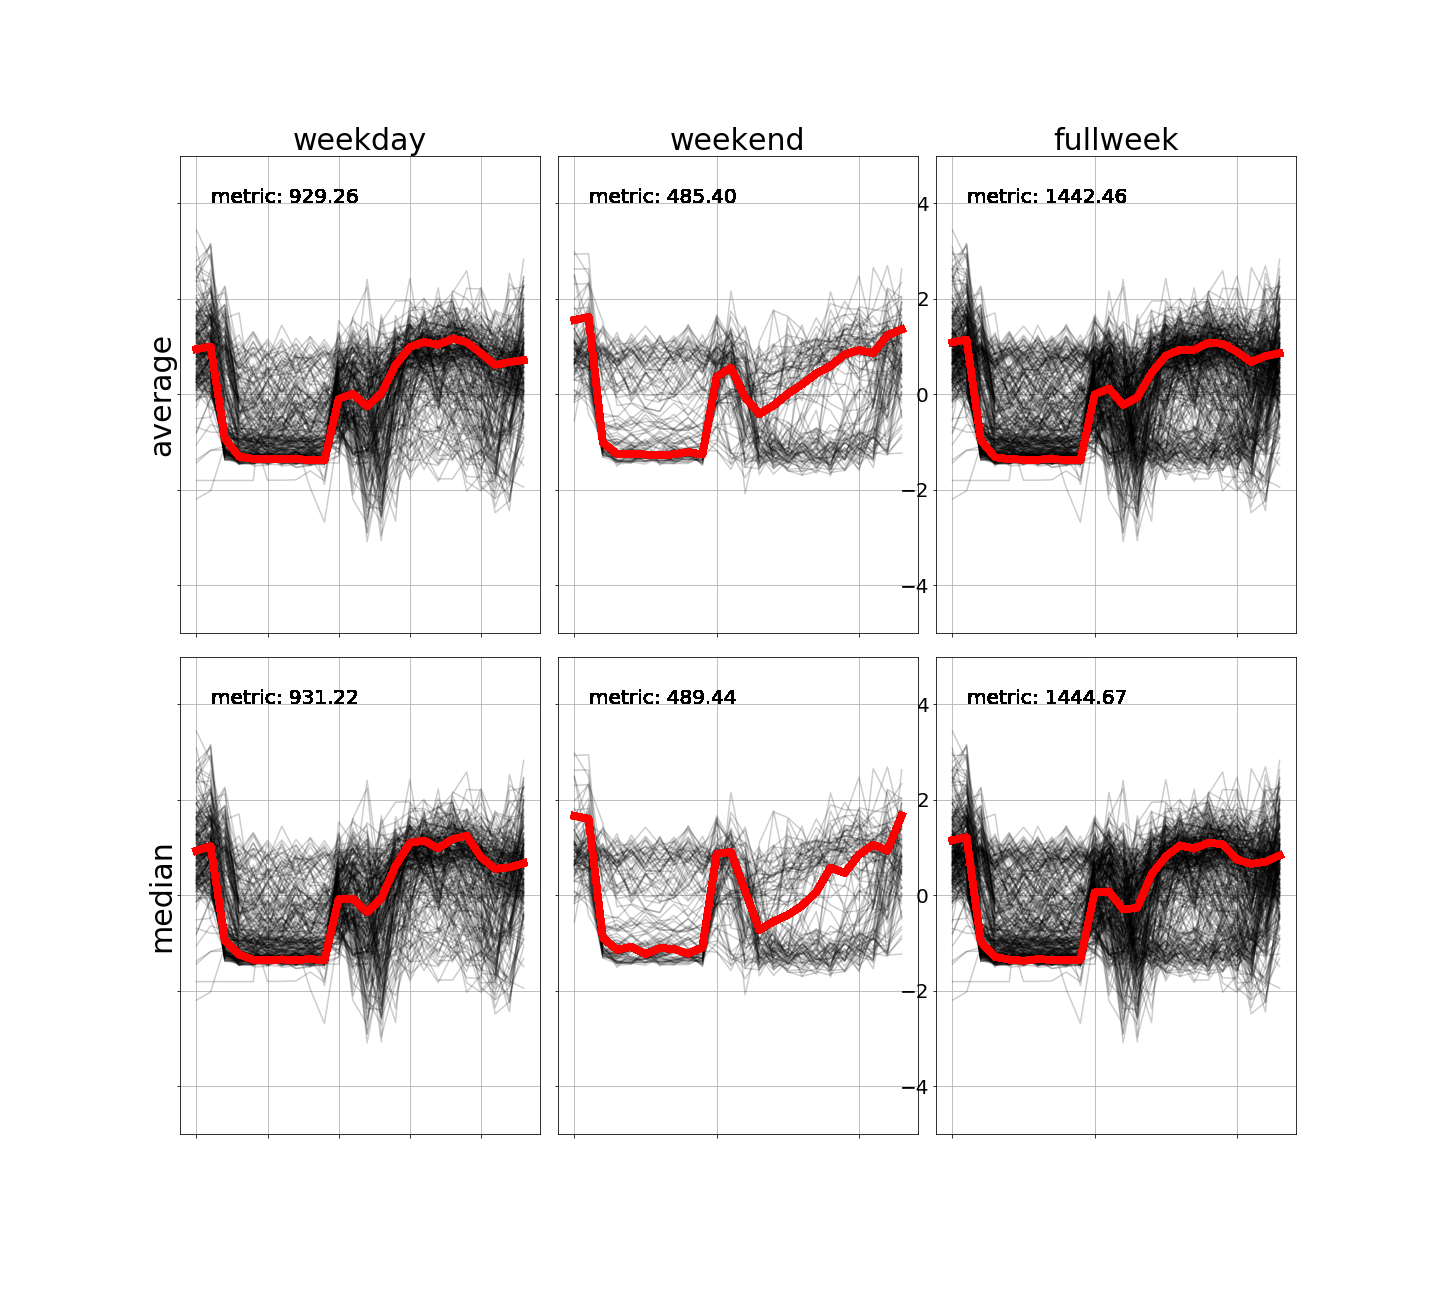 weekday
weekend
fullweek
average
metric: 929.26
metric: 485.40
metric: 1442.46
4
2
0
−2
−4
median
metric: 931.22
metric: 489.44
metric: 1444.67
4
2
0
−2
−4